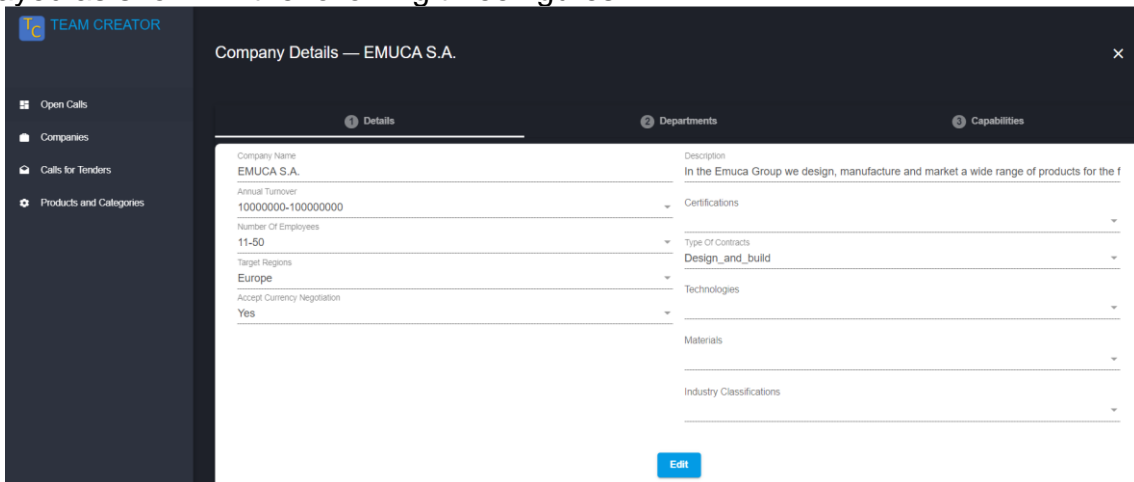 TC TEAM CREATOR
Company Details — EMUCA S.A.
×
Open Calls
Companies
Calls for Tenders
Products and Categories
1 Details
2 Departments
3 Capabilities
Company Name
EMUCA S.A.
Annual Turnover
10000000-100000000
Number Of Employees
11-50
Target Regions
Europe
Accept Currency Negotiation
Yes
Description
In the Emuca Group we design, manufacture and market a wide range of products for the f
Certifications
Type Of Contracts
Design_and_build
Technologies
Materials
Industry Classifications
Edit